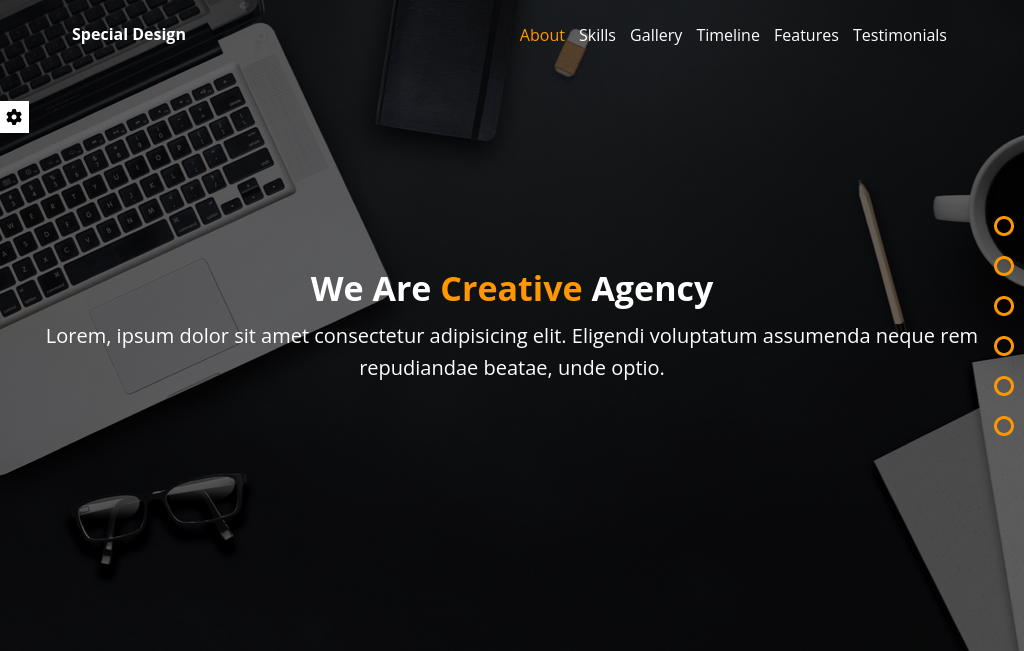 Special Design
About Skills Gallery Timeline Features Testimonials
We Are Creative Agency
Lorem, ipsum dolor sit amet consectetur adipisicing elit. Eligendi voluptatum assumenda neque rem
repudiandae beatae, unde optio.